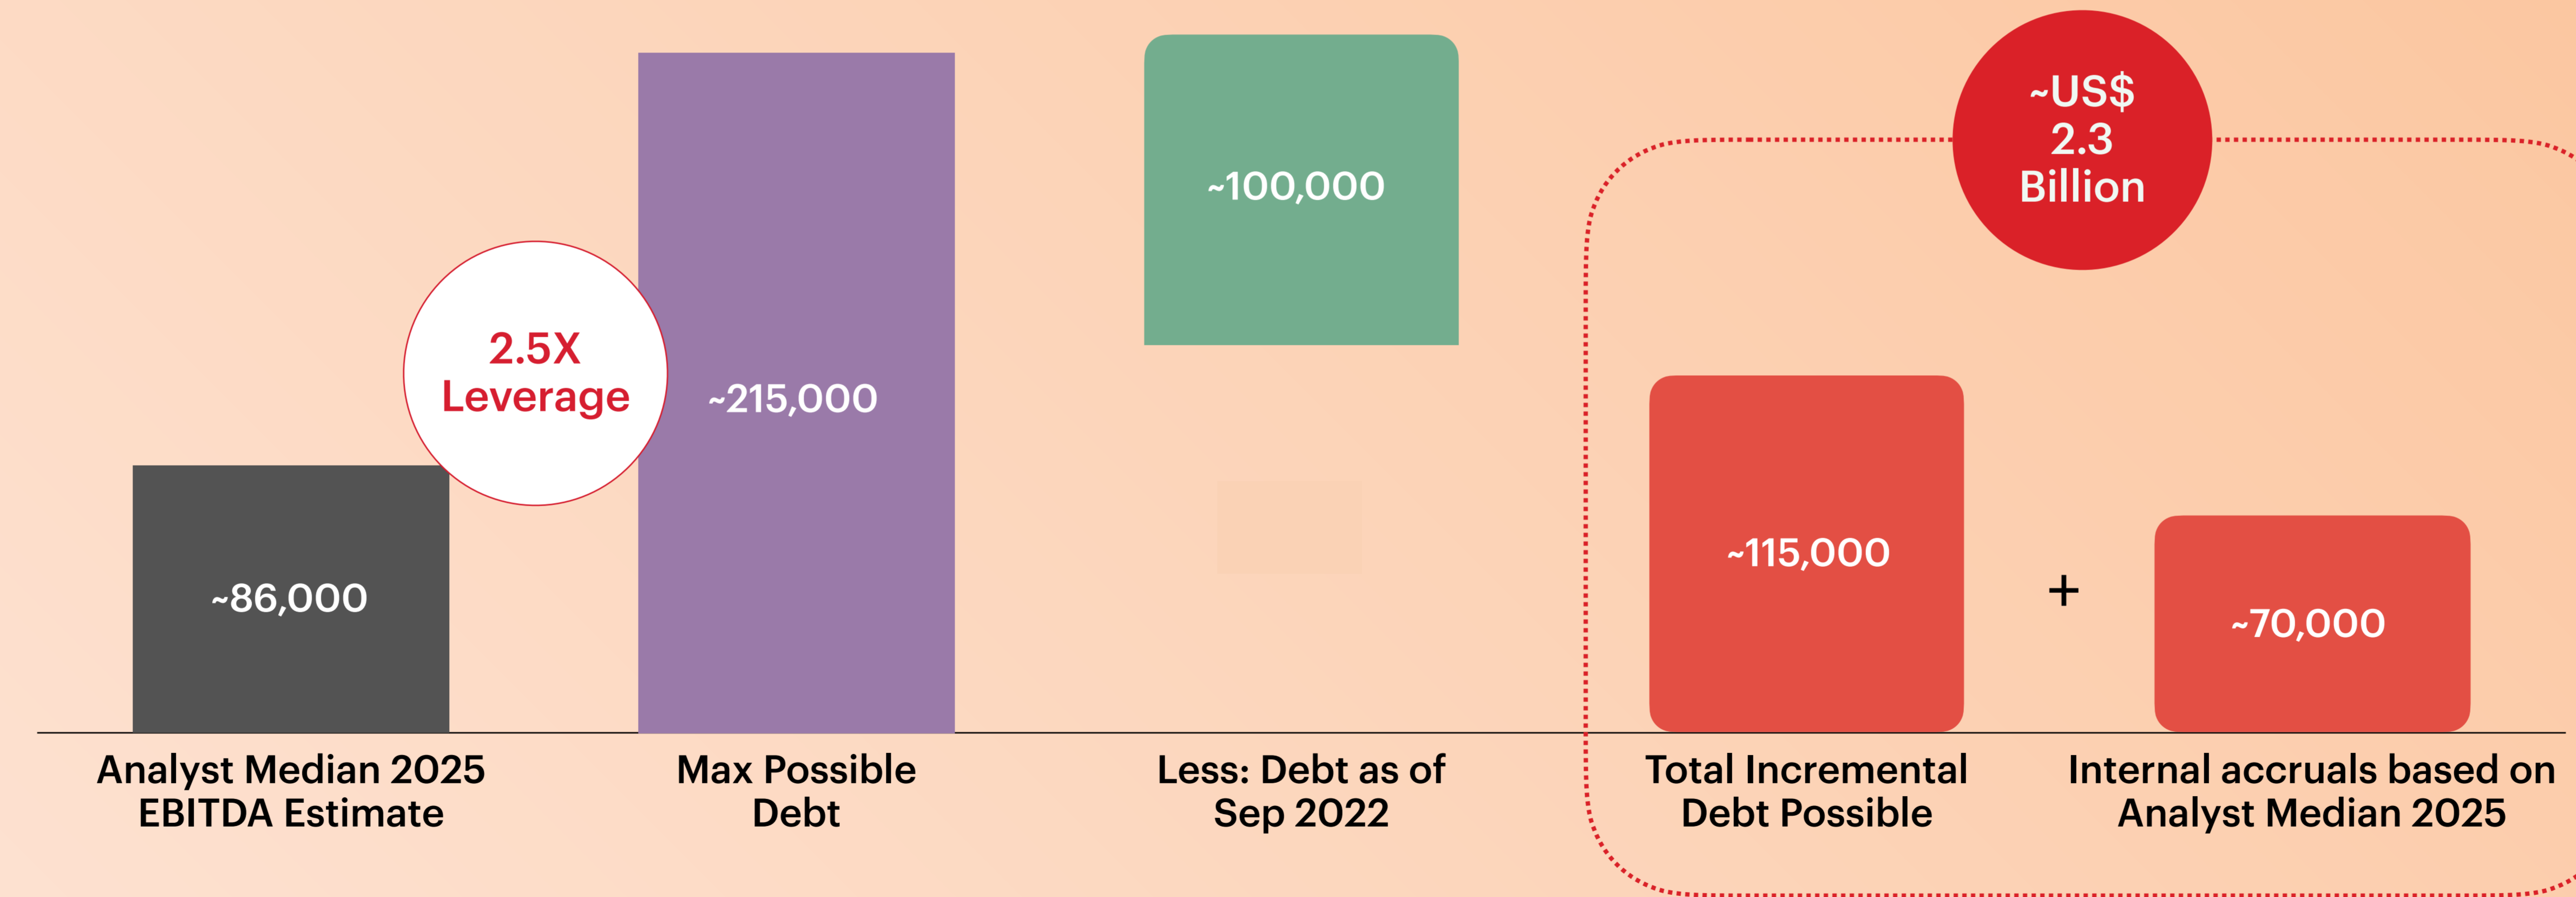 ~US$
2.3
Billion
~100,000
2.5X
Leverage
~215,000
~86,000
~115,000
+
~70,000
Analyst Median 2025
EBITDA Estimate
Max Possible
Debt
Less: Debt as of
Sep 2022
Total Incremental
Debt Possible
Internal accruals based on
Analyst Median 2025